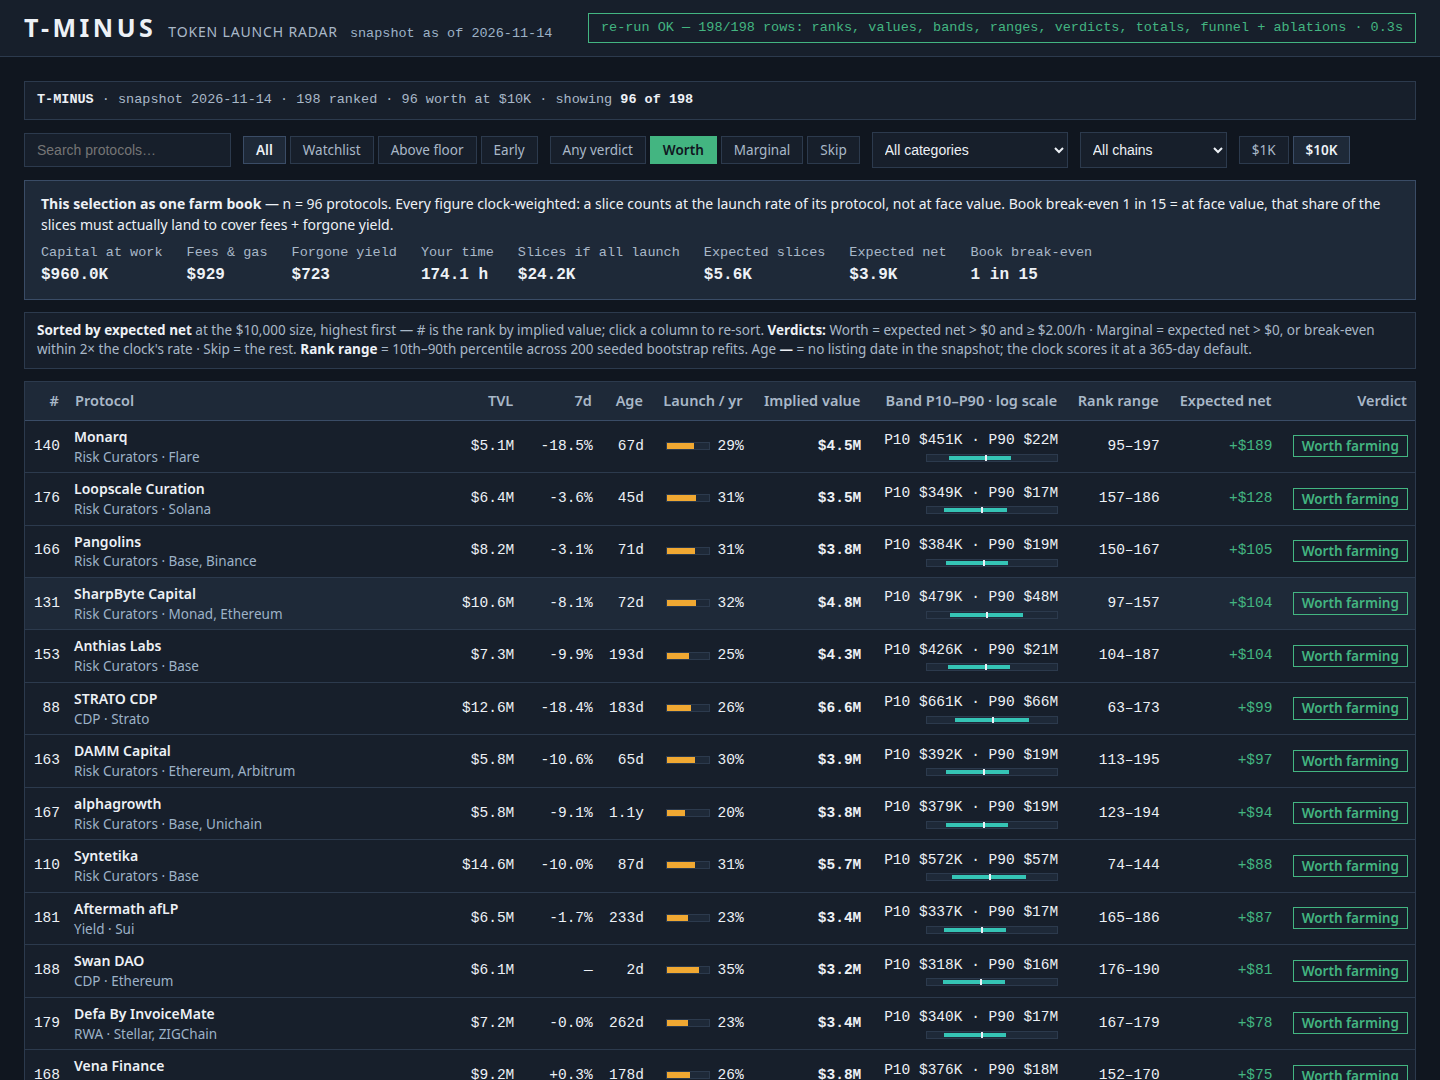 T-MINUS TOKEN LAUNCH RADAR snapshot as of 2026-11-14
re-run OK — 198/198 rows: ranks, values, bands, ranges, verdicts, totals, funnel + ablations · 0.3s
T-MINUS · snapshot 2026-11-14 · 198 ranked · 96 worth at $10K · showing 96 of 198
Search protocols… All Watchlist Above floor Early Any verdict Worth Marginal Skip All categories All chains $1K $10K
This selection as one farm book — n = 96 protocols. Every figure clock-weighted: a slice counts at the launch rate of its protocol, not at face value. Book break-even 1 in 15 = at face value, that share of the
slices must actually land to cover fees + forgone yield.
Capital at work Fees & gas Forgone yield Your time Slices if all launch Expected slices Expected net Book break-even
$960.0K $929 $723 174.1 h $24.2K $5.6K $3.9K 1 in 15
Sorted by expected net at the $10,000 size, highest first — # is the rank by implied value; click a column to re-sort. Verdicts: Worth = expected net > $0 and ≥ $2.00/h · Marginal = expected net > $0, or break-even
within 2× the clock's rate · Skip = the rest. Rank range = 10th–90th percentile across 200 seeded bootstrap refits. Age — = no listing date in the snapshot; the clock scores it at a 365-day default.
# Protocol TVL 7d Age Launch / yr Implied value Band P10–P90 · log scale Rank range Expected net Verdict
140 Monarq $5.1M -18.5% 67d 29% $4.5M P10 $451K · P90 $22M 95–197 +$189 Worth farming
Risk Curators · Flare
176 Loopscale Curation $6.4M -3.6% 45d 31% $3.5M P10 $349K · P90 $17M 157–186 +$128 Worth farming
Risk Curators · Solana
166 Pangolins $8.2M -3.1% 71d 31% $3.8M P10 $384K · P90 $19M 150–167 +$105 Worth farming
Risk Curators · Base, Binance
131 SharpByte Capital $10.6M -8.1% 72d 32% $4.8M P10 $479K · P90 $48M 97–157 +$104 Worth farming
Risk Curators · Monad, Ethereum
153 Anthias Labs $7.3M -9.9% 193d 25% $4.3M P10 $426K · P90 $21M 104–187 +$104 Worth farming
Risk Curators · Base
88 STRATO CDP $12.6M -18.4% 183d 26% $6.6M P10 $661K · P90 $66M 63–173 +$99 Worth farming
CDP · Strato
163 DAMM Capital $5.8M -10.6% 65d 30% $3.9M P10 $392K · P90 $19M 113–195 +$97 Worth farming
Risk Curators · Ethereum, Arbitrum
167 alphagrowth $5.8M -9.1% 1.1y 20% $3.8M P10 $379K · P90 $19M 123–194 +$94 Worth farming
Risk Curators · Base, Unichain
110 Syntetika $14.6M -10.0% 87d 31% $5.7M P10 $572K · P90 $57M 74–144 +$88 Worth farming
Risk Curators · Base
181 Aftermath afLP $6.5M -1.7% 233d 23% $3.4M P10 $337K · P90 $17M 165–186 +$87 Worth farming
Yield · Sui
188 Swan DAO $6.1M — 2d 35% $3.2M P10 $318K · P90 $16M 176–190 +$81 Worth farming
CDP · Ethereum
179 Defa By InvoiceMate $7.2M -0.0% 262d 23% $3.4M P10 $340K · P90 $17M 167–179 +$78 Worth farming
RWA · Stellar, ZIGChain
168 Vena Finance $9.2M +0.3% 178d 26% $3.8M P10 $376K · P90 $18M 152–170 +$75 Worth farming